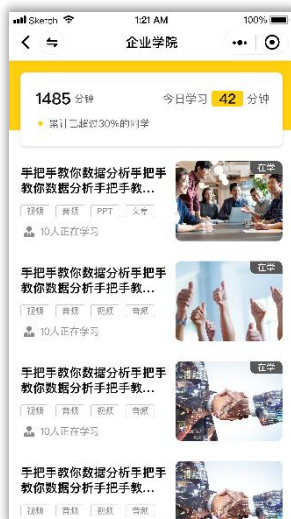 Sketch 1:21 AM 100%
企业学院
1485 分钟 今日学习 42 分钟
累计已超过30%的同学
在学
手把手教你数据分析手把手
教你数据分析手把手教...
视频 音频 PPT 文章
10人正在学习
在学
手把手教你数据分析手把手
教你数据分析手把手教...
视频 音频 视频 音频
10人正在学习
在学
手把手教你数据分析手把手
教你数据分析手把手教...
视频 音频 视频 音频
10人正在学习
在学
手把手教你数据分析手把手
教你数据分析手把手教...
视频 音频 视频 音频